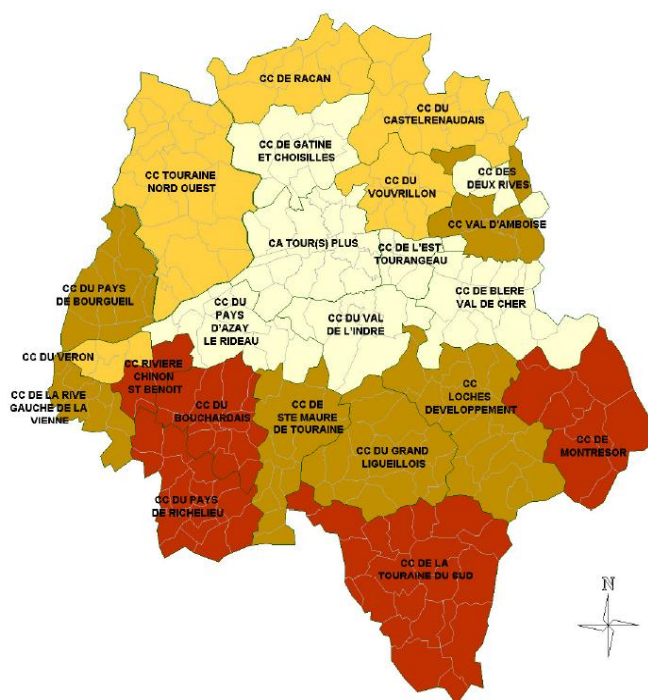 CC DE RACAN
CC DU
CASTELRENAUDAIS
CC DE GATINE
ET CHOISILLES
CC TOURAINE
NORD OUEST
CC DU
VOUVRILLON
CC DES
DEUX RIVES
CC VAL D'AMBOISE
CA TOUR(S) PLUS
CC DE L'EST
TOURANGEAU
CC DU PAYS
DE BOURGUEIL
CC DE BLERE
VAL DE CHER
CC DU
PAYS
D'AZAY
LE RIDEAU
CC DU VAL
DE L'INDRE
CC DU VERON
CC RIVIERE
CHINON
ST BENOIT
CC DE LA RIVE
GAUCHE DE LA
VIENNE
CC DU
BOUCHARDAIS
CC DE
STE MAURE
DE TOURAINE
CC
LOCHES
DEVELOPPEMENT
CC DU GRAND
LIGUEILLOIS
CC DE
MONTRESOR
CC DU PAYS
DE RICHELIEU
CC DE LA
TOURAINE DU SUD
N